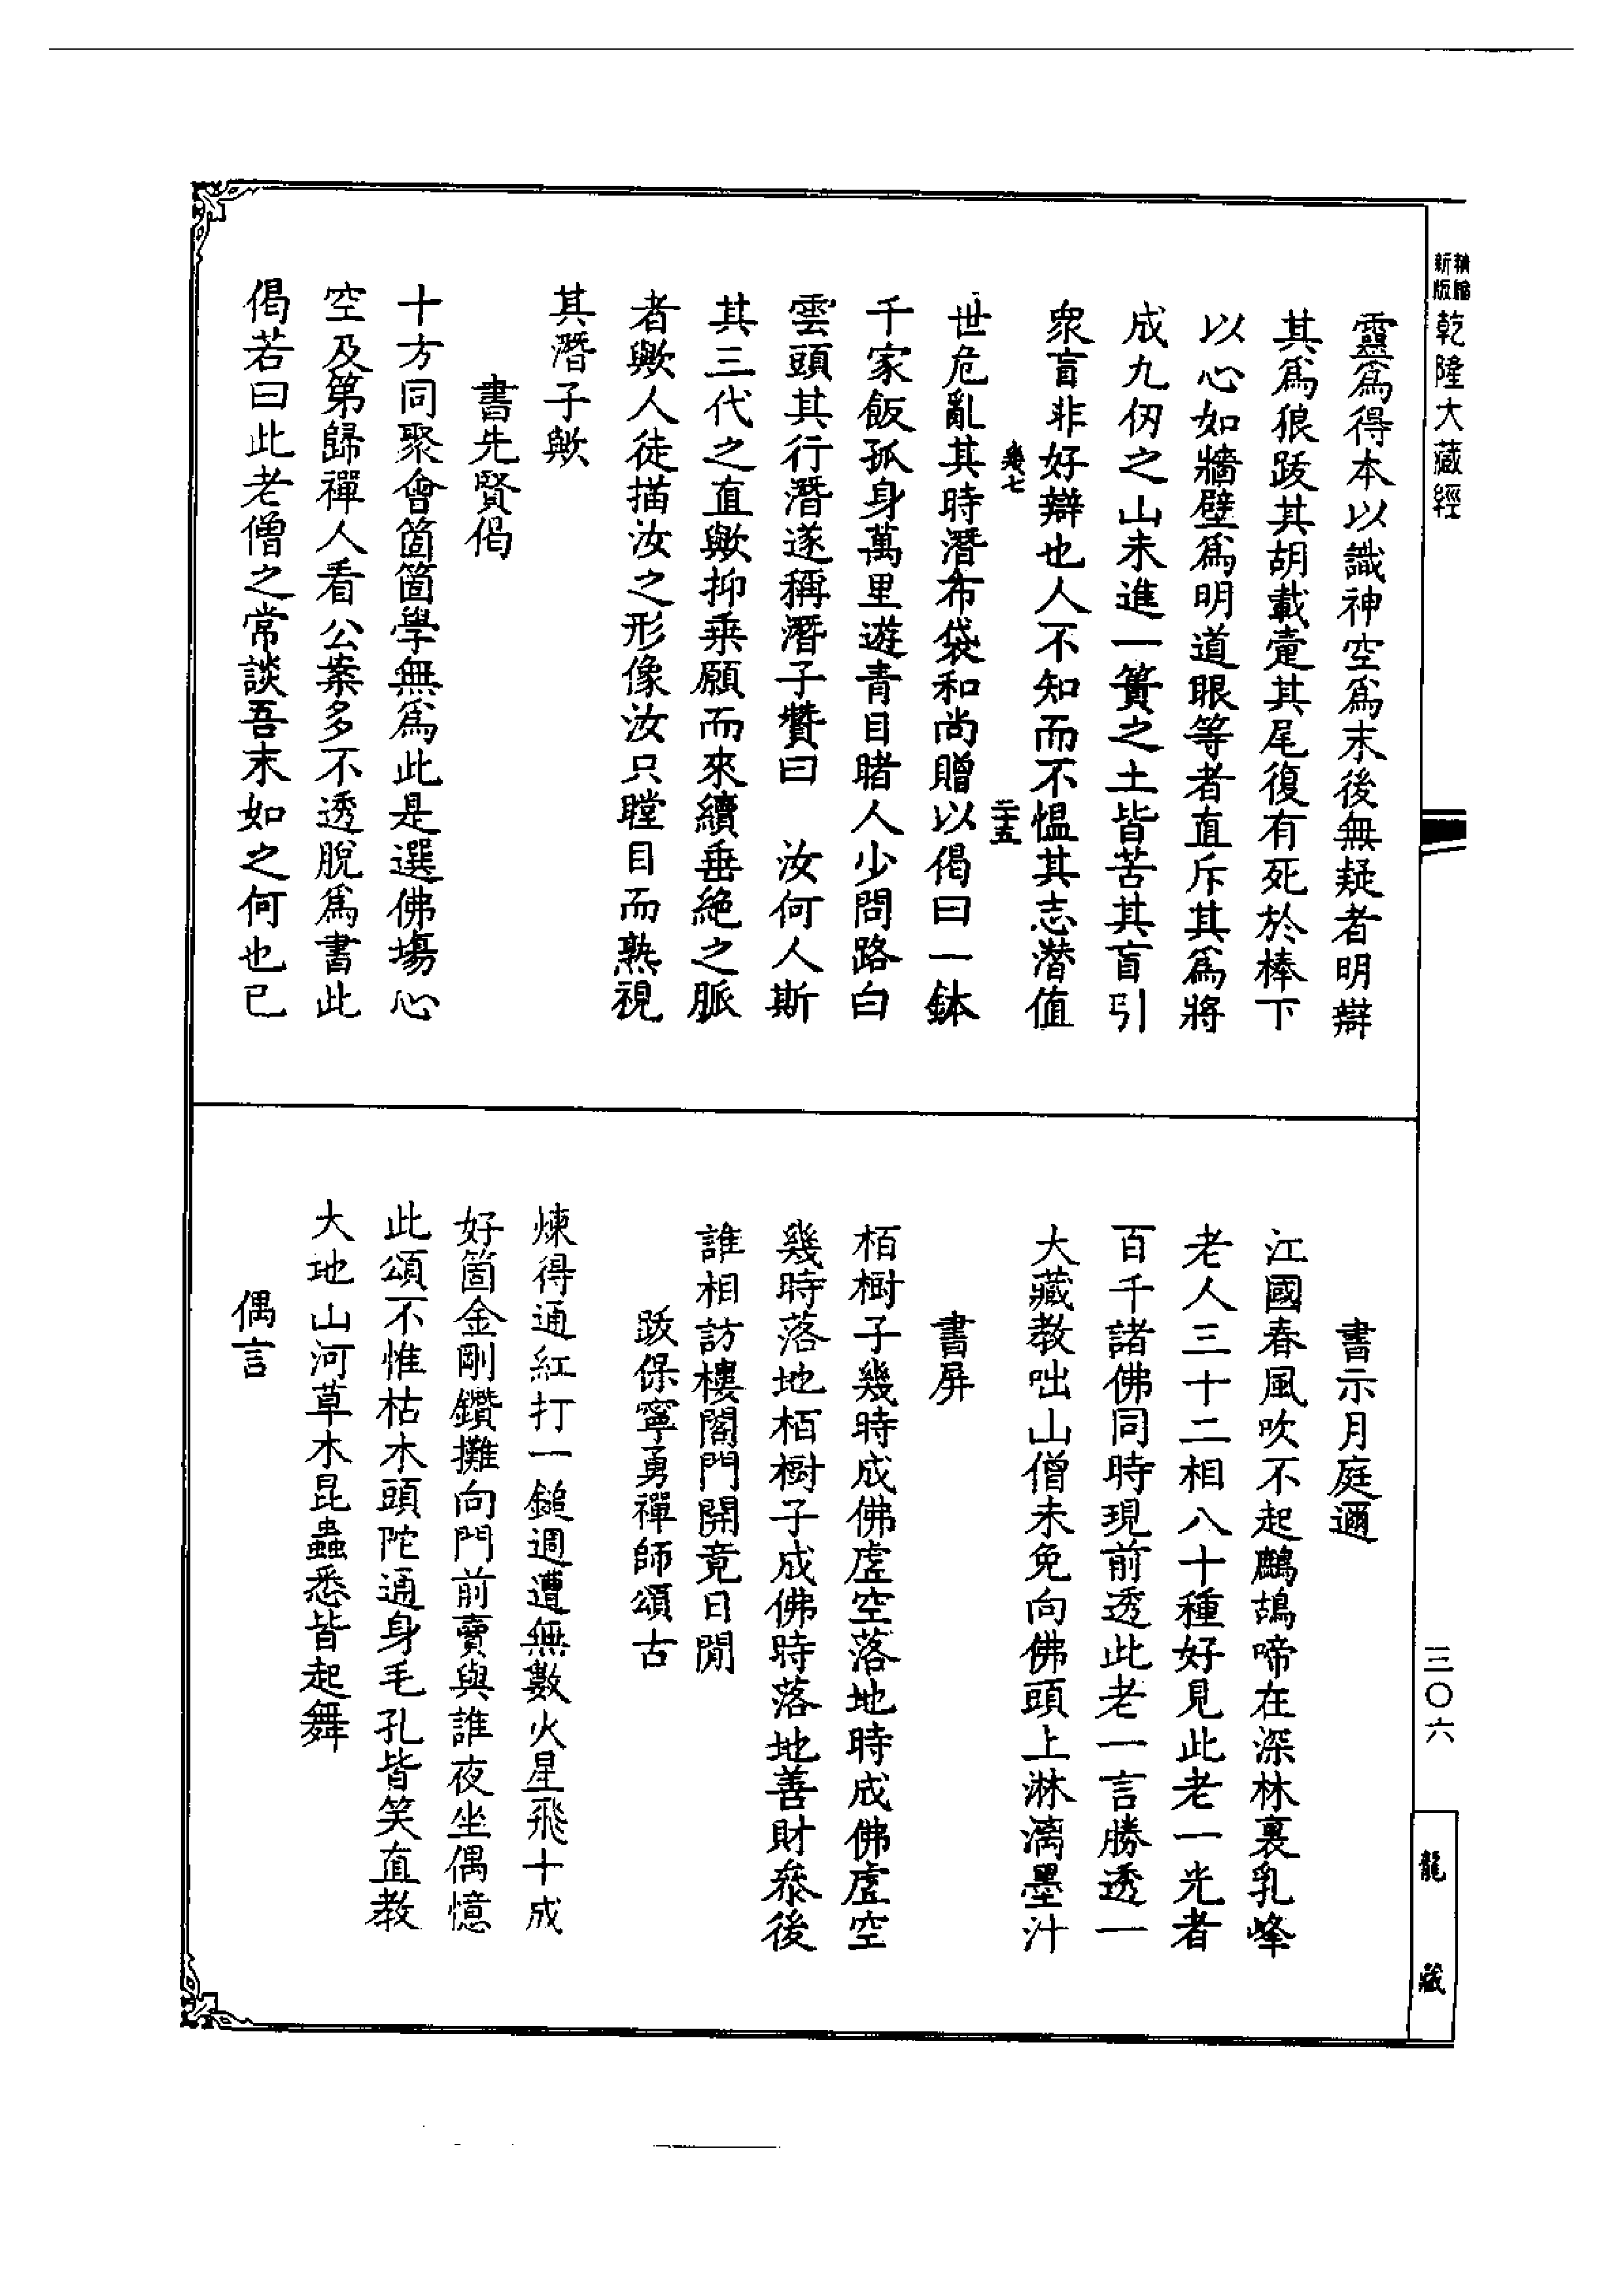 新版
乾隆大藏經
靈爲得本以識神空爲末後無疑者明辯
其爲狼跋其胡載疐其尾復有死於棒下
以心如牆壁爲明道眼等者直斥其爲將
成九仞之山未進一簣之土皆苦其盲引
衆盲非好辯也人不知而不愠其志潛值
幾七
二十五
世危亂其時潛布袋和尚贈以偈曰一鉢
千家飯孤身萬里遊青目睹人少問路白
雲頭其行潛遂稱潛子贊曰 汝何人斯
其三代之直歟抑乗願而來續垂絶之脈
者歟人徒描汝之形像汝只瞠目而熟視
其潛子歟
書先賢偈
十方同聚會箇箇學無爲此是選佛場心
空及第歸禪人看公案多不透脫爲書此
偈若曰此老僧之常談吾末如之何也已
書示月庭邇
江國春風吹不起鷓鴣啼在深林裏乳峰
老人三十二相八十種好見此老一光者
百千諸佛同時現前透此老一言勝透一
大藏教咄山僧未免向佛頭上淋漓墨汁
書屏
栢樹子幾時成佛虛空落地時成佛虛空
幾時落地栢樹子成佛時落地善財叅後
誰相訪樓閣門開竟日閒
跋保寧勇禪師頌古
煉得通紅打一鎚週遭無數火星飛十成
好箇金剛鑽攤向門前賣與誰夜坐偶憶
此頌不惟枯木頭陀通身毛孔皆笑直教
大地山河草木昆蟲悉皆起舞
偶言
三〇六
龍藏